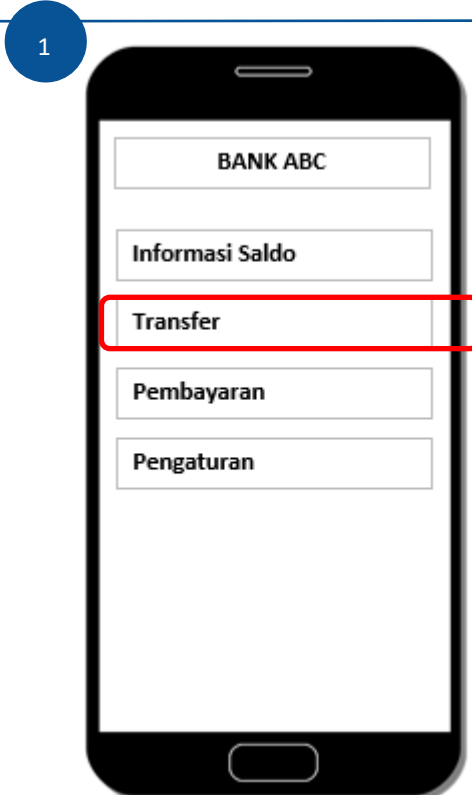 1
BANK ABC
Informasi Saldo
Transfer
Pembayaran
Pengaturan